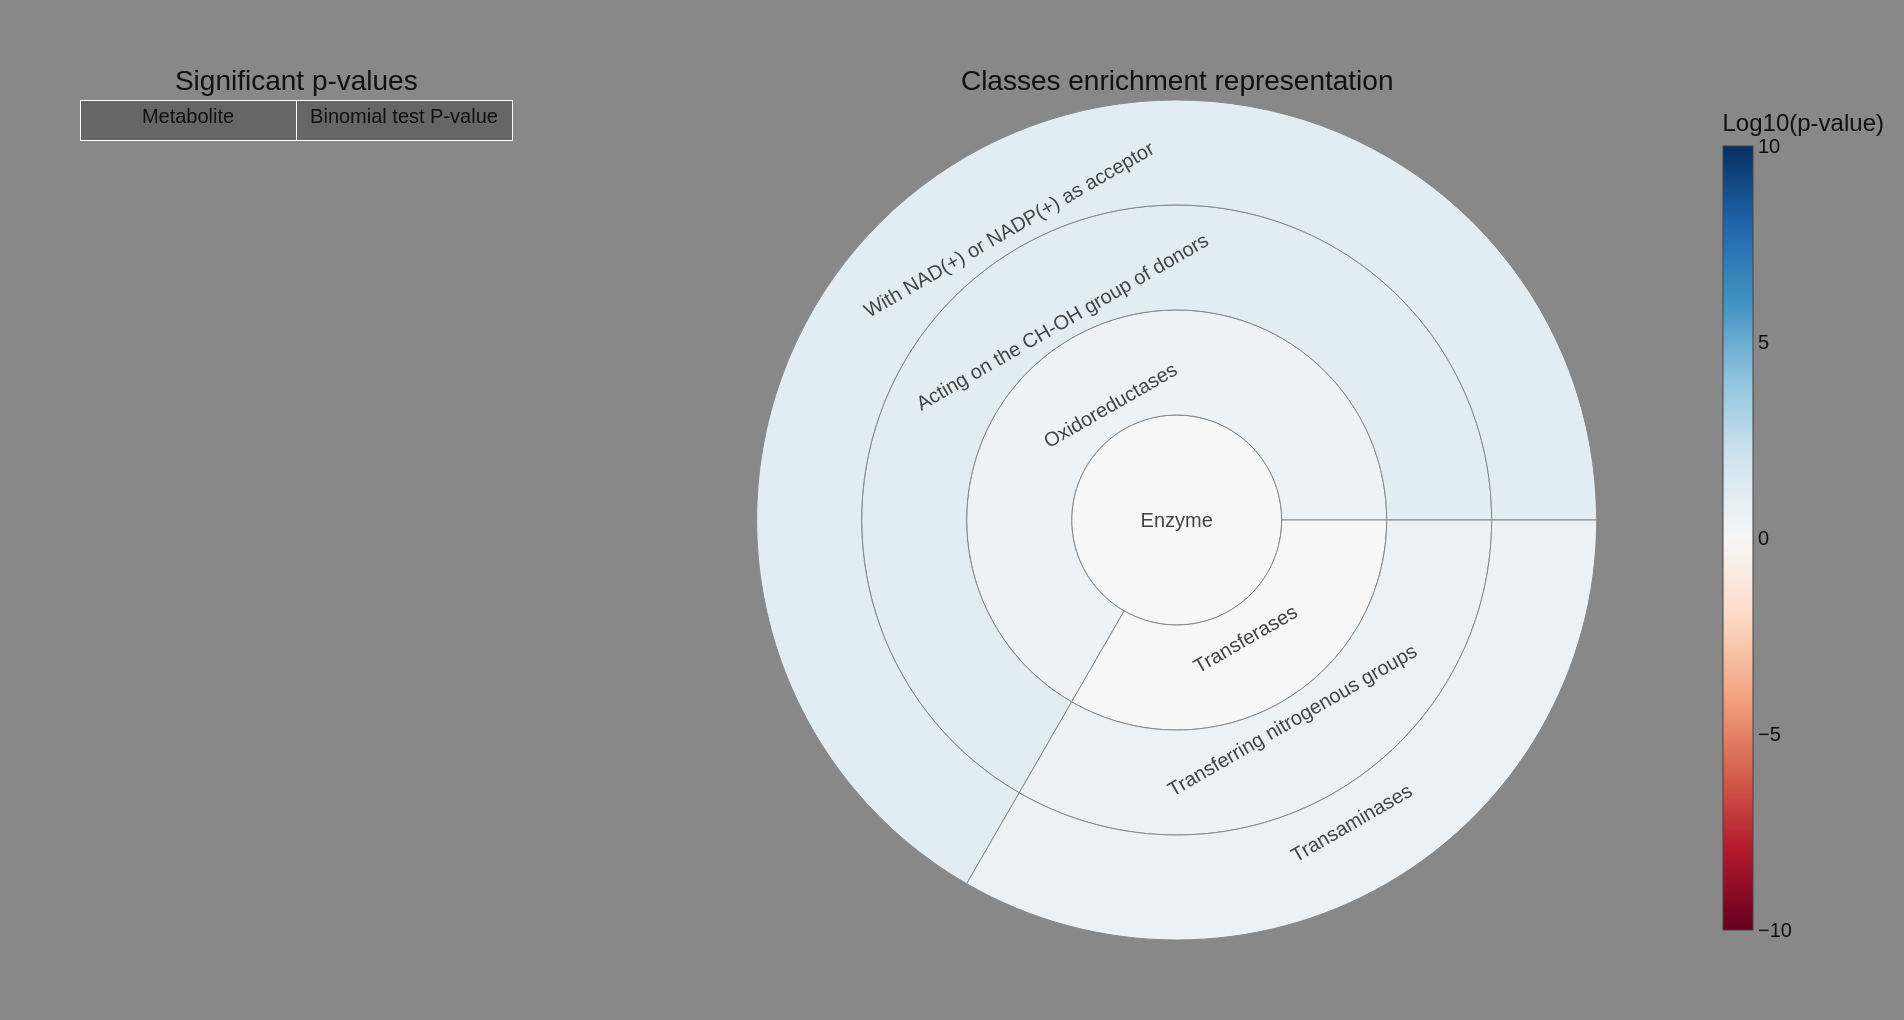 Significant p-values
Metabolite
Binomial test P-value
Classes enrichment representation
With NAD(+) or NADP(+) as acceptor
Acting on the CH-OH group of donors
Oxidoreductases
Enzyme
Transferases
Transferring nitrogenous groups
Transaminases
Log10(p-value)
10
5
0
−5
−10